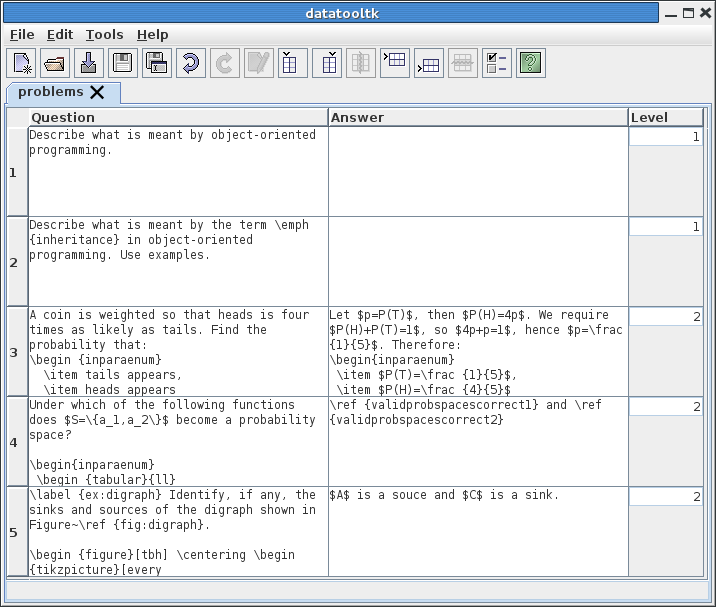 datatooltk
File Edit Tools Help
problems
Question Answer Level
1
Describe what is meant by object-oriented
programming.
1
2
Describe what is meant by the term \emph
{inheritance} in object-oriented
programming. Use examples.
1
3
A coin is weighted so that heads is four
times as likely as tails. Find the
probability that:
\begin {inparaenum}
\item tails appears,
\item heads appears
Let $p=P(T)$, then $P(H)=4p$. We require
$P(H)+P(T)=1$, so $4p+p=1$, hence $p=\frac
{1}{5}$. Therefore:
\begin{inparaenum}
\item $P(T)=\frac {1}{5}$,
\item $P(H)=\frac {4}{5}$
2
4
Under which of the following functions
does $S=\{a_1,a_2\}$ become a probability
space?
\begin{inparaenum}
\begin {tabular}{ll}
\ref {validprobspacescorrect1} and \ref
{validprobspacescorrect2}
2
5
\label {ex:digraph} Identify, if any, the
sinks and sources of the digraph shown in
Figure~\ref {fig:digraph}.
\begin {figure}[tbh] \centering \begin
{tikzpicture}[every
$A$ is a souce and $C$ is a sink.
2